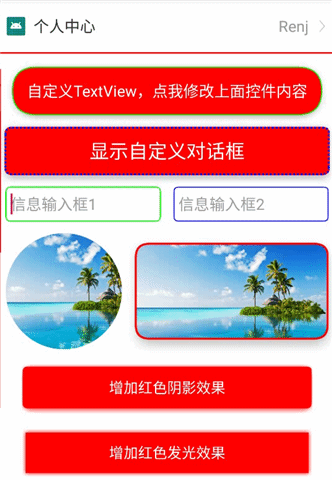 个人中心 Renj
自定义TextView，点我修改上面控件内容
显示自定义对话框
信息输入框1 信息输入框2
增加红色阴影效果
增加红色发光效果